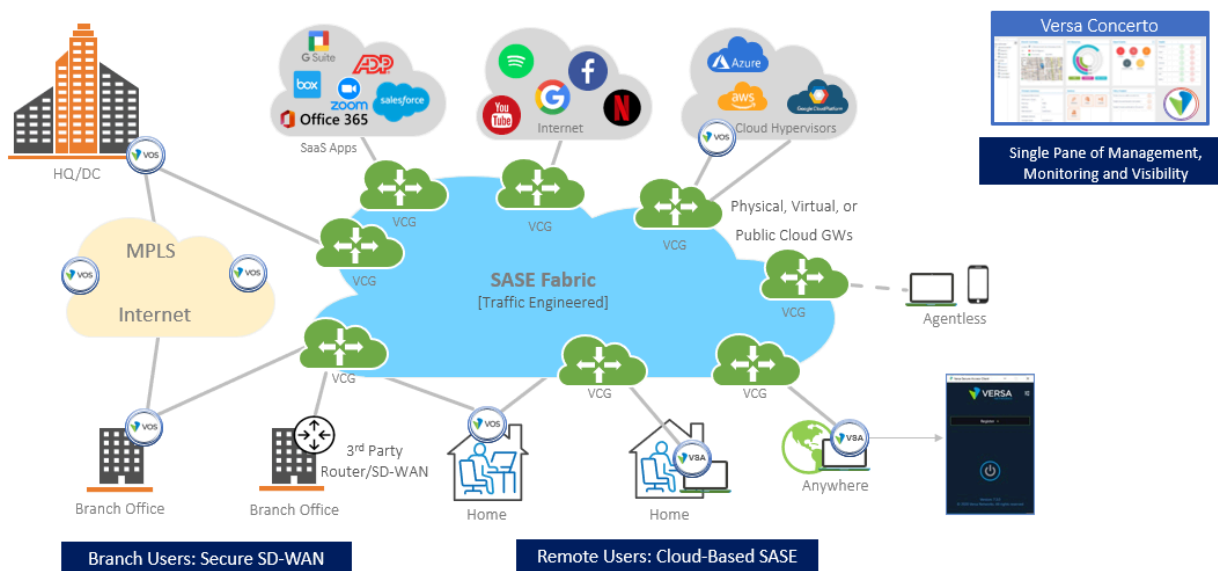 Versa Concerto
G Suite
ADP
box
zoom
salesforce
Office 365
SaaS Apps
You
Tube
Internet
Azure
aws
Google Cloud Platform
Cloud Hypervisors
VOS
Single Pane of Management,
Monitoring and Visibility
VOS
HQ/DC
VCG
VCG
VCG
Physical, Virtual, or
Public Cloud GWs
VCG
MPLS
VOS
VOS
Internet
VCG
SASE Fabric
[Traffic Engineered]
VCG
Agentless
VCG
VCG
VCG
VERSA
Register
VOS
3rd Party
Router/SD-WAN
VOS
VSA
VSA
Branch Office
Branch Office
Home
Home
Anywhere
Branch Users: Secure SD-WAN
Remote Users: Cloud-Based SASE